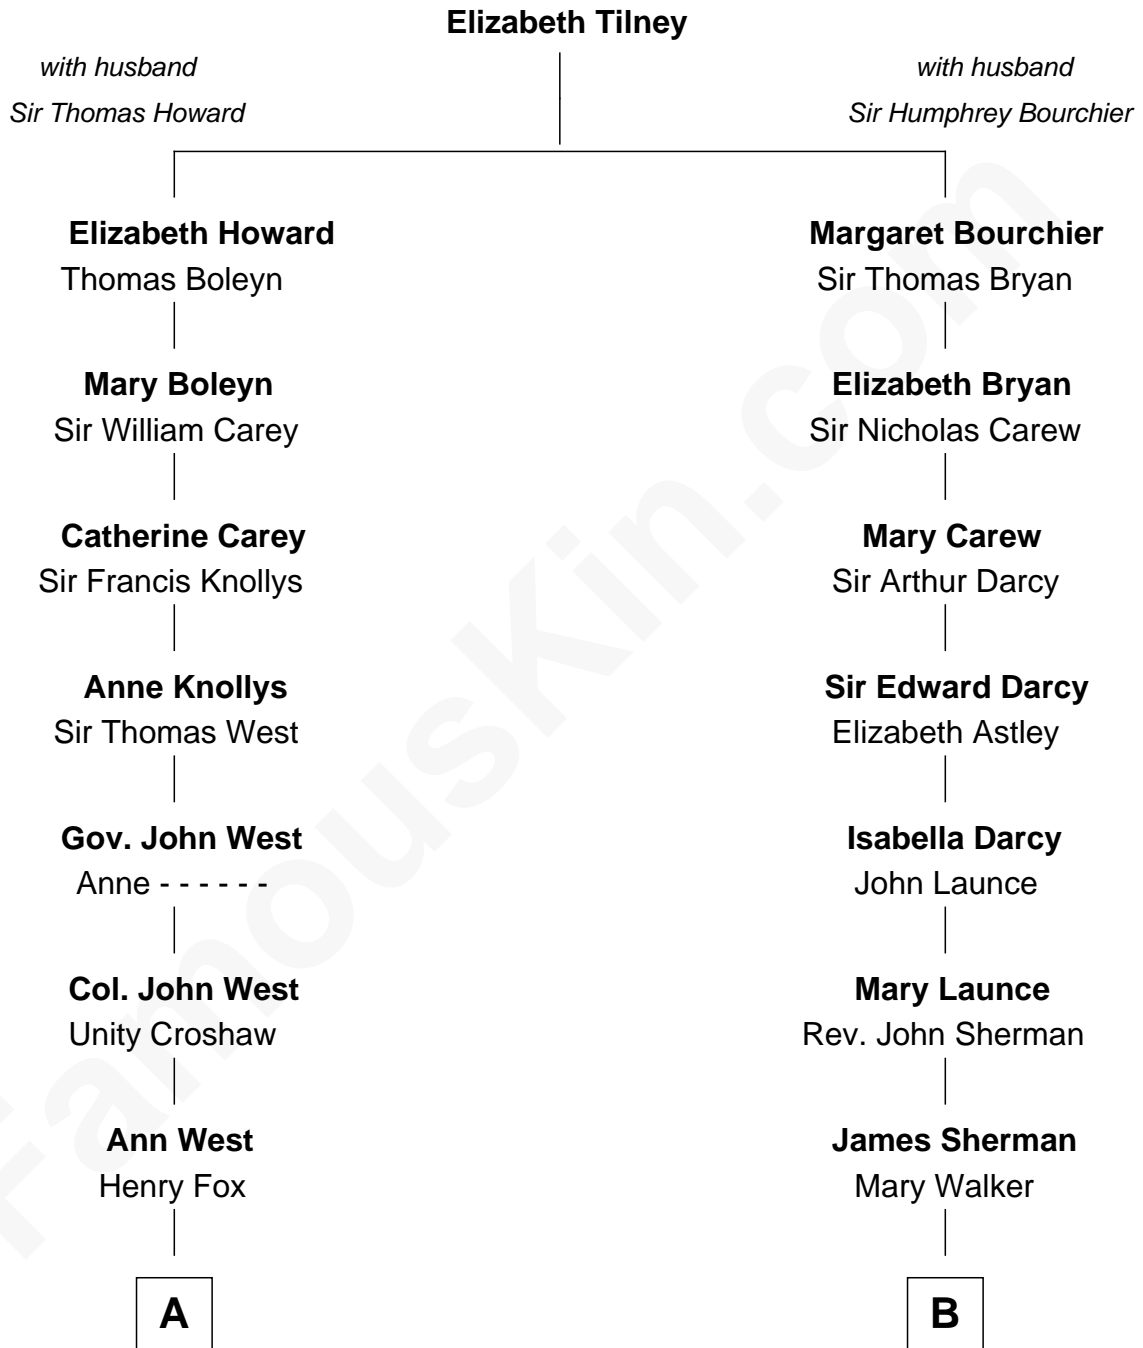 Elizabeth Tilney
with husband
Sir Thomas Howard
with husband
Sir Humphrey Bourchier
Elizabeth Howard
Thomas Boleyn
Margaret Bourchier
Sir Thomas Bryan
Mary Boleyn
Sir William Carey
Elizabeth Bryan
Sir Nicholas Carew
Catherine Carey
Sir Francis Knollys
Mary Carew
Sir Arthur Darcy
Anne Knollys
Sir Thomas West
Sir Edward Darcy
Elizabeth Astley
Gov. John West
Anne - - - - - -
Isabella Darcy
John Launce
Col. John West
Unity Croshaw
Mary Launce
Rev. John Sherman
Ann West
Henry Fox
James Sherman
Mary Walker
A
B
FamousKin.com